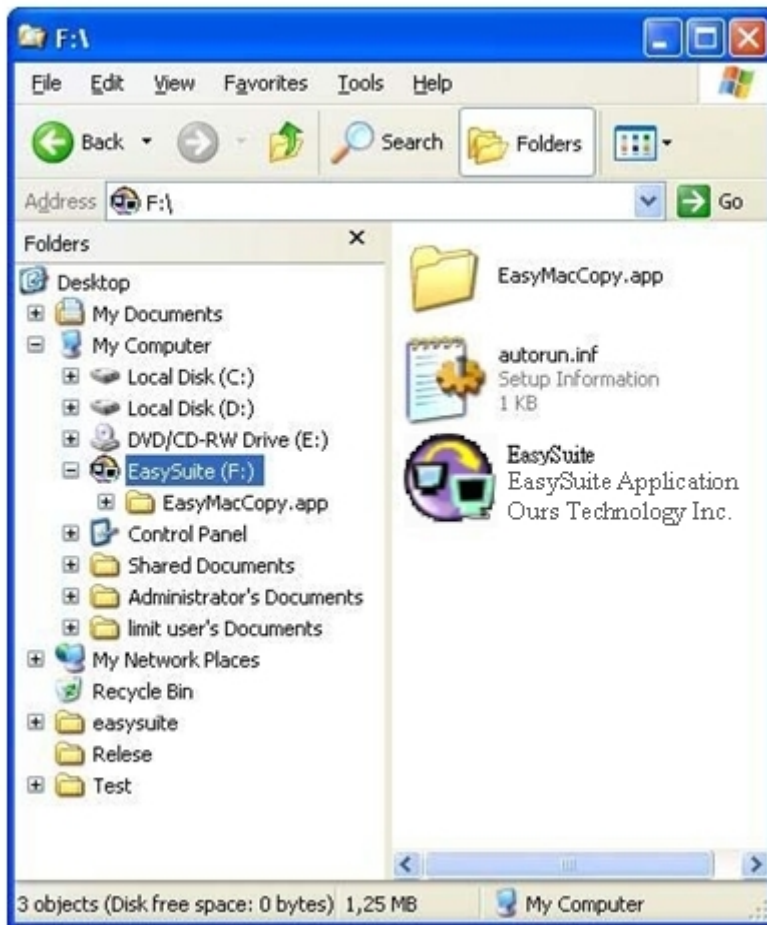 F:\
File Edit View Favorites Tools Help
Back Search Folders
Address F:\ Go
Folders
Desktop
My Documents
My Computer
Local Disk (C:)
Local Disk (D:)
DVD/CD-RW Drive (E:)
EasySuite (F:)
EasyMacCopy.app
Control Panel
Shared Documents
Administrator's Documents
limit user's Documents
My Network Places
Recycle Bin
easysuite
Relese
Test
EasyMacCopy.app
autorun.inf
Setup Information
1 KB
EasySuite
EasySuite Application
Ours Technology Inc.
3 objects (Disk free space: 0 bytes) 1,25 MB My Computer